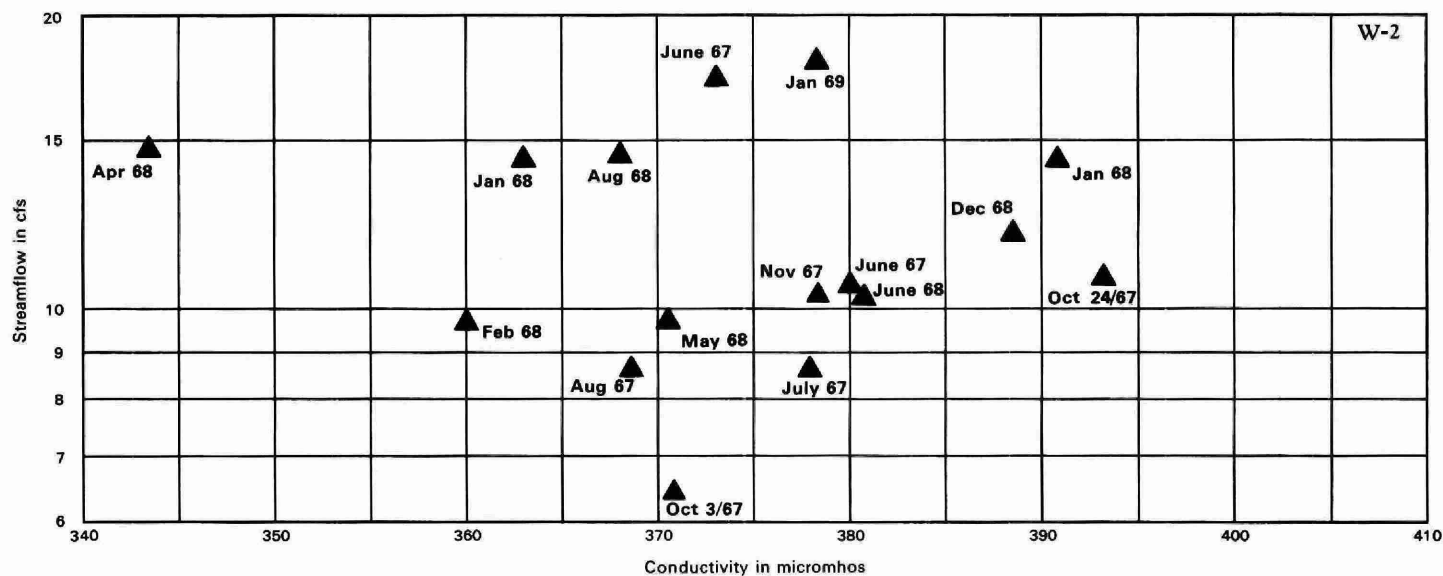 W-2
20
June 67
Jan 69
15
Apr 68
Jan 68
Aug 68
Jan 68
Dec 68
Nov 67
June 67
June 68
Oct 24/67
10
Feb 68
May 68
9
Aug 67
July 67
8
7
Oct 3/67
6
Streamflow in cfs
340 350 360 370 380 390 400 410
Conductivity in micromhos